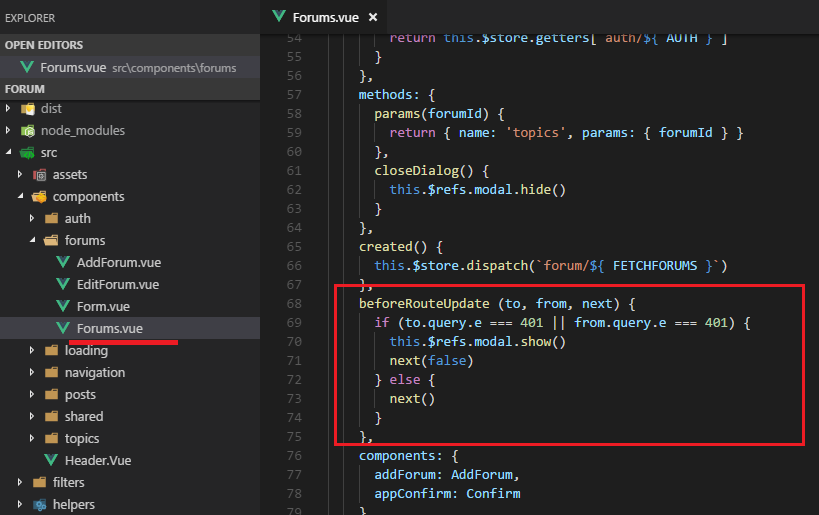 EXPLORER
OPEN EDITORS
Forums.vue src\components\forums
FORUM
dist
node_modules
src
assets
components
auth
forums
AddForum.vue
EditForum.vue
Form.vue
Forums.vue
loading
navigation
posts
shared
topics
Header.Vue
filters
helpers
Forums.vue ×
54 return this.$store.getters[`auth/${ AUTH }`]
55 }
56 },
57 methods: {
58 params(forumId) {
59 return { name: 'topics', params: { forumId } }
60 },
61 closeDialog() {
62 this.$refs.modal.hide()
63 }
64 },
65 created() {
66 this.$store.dispatch(`forum/${ FETCHFORUMS }`)
67 },
68 beforeRouteUpdate (to, from, next) {
69 if (to.query.e === 401 || from.query.e === 401) {
70 this.$refs.modal.show()
71 next(false)
72 } else {
73 next()
74 }
75 },
76 components: {
77 addForum: AddForum,
78 appConfirm: Confirm
79 }